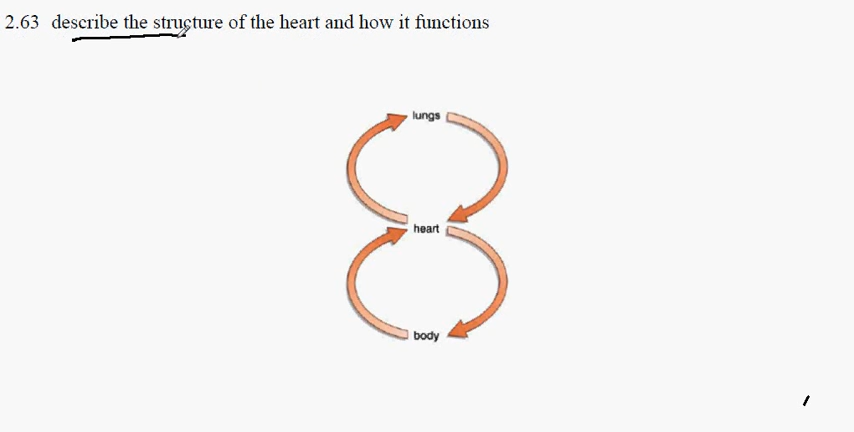 2.63 describe the structure of the heart and how it functions
lungs
heart
body